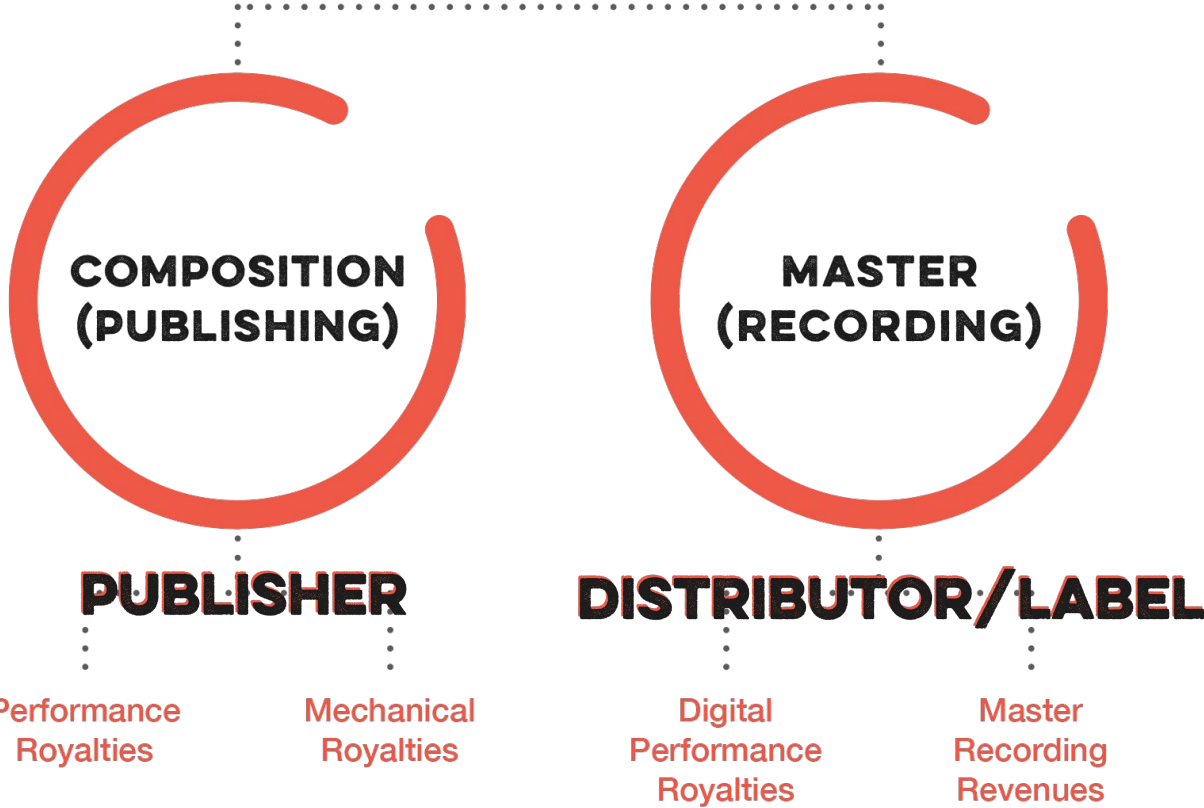 COMPOSITION
(PUBLISHING)
MASTER
(RECORDING)
PUBLISHER
DISTRIBUTOR/LABEL
Performance
Royalties
Mechanical
Royalties
Digital
Performance
Royalties
Master
Recording
Revenues